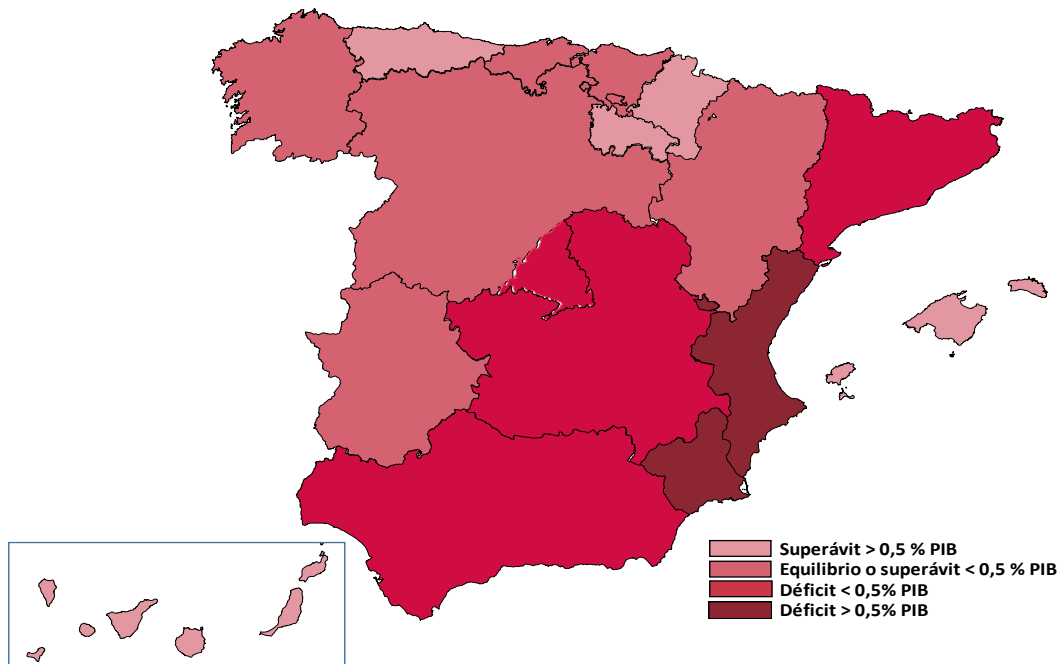 Superávit > 0,5 % PIB
Equilibrio o superávit < 0,5 % PIB
Déficit < 0,5% PIB
Déficit > 0,5% PIB